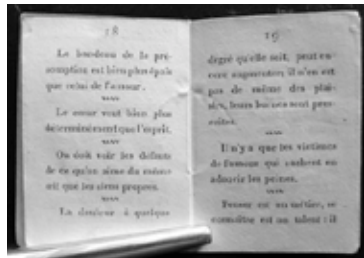 18
Le bandeau de la pré-
somption est bien plus épais
que celui de l'amour.
Le cœur veut bien plus
déterminément que l'esprit.
On doit voir les défauts
de ce qu'on aime du même
œil que les siens propres.
La douleur à quelque
19
degré qu'elle soit, peut en-
core augmenter; il n'en est
pas de même des plai-
sirs, leurs bornes sont pres-
crites.
Il n'y a que les victimes
de l'amour qui sachent en
adoucir les peines.
Penser est un métier, se
connaître est un talent: il